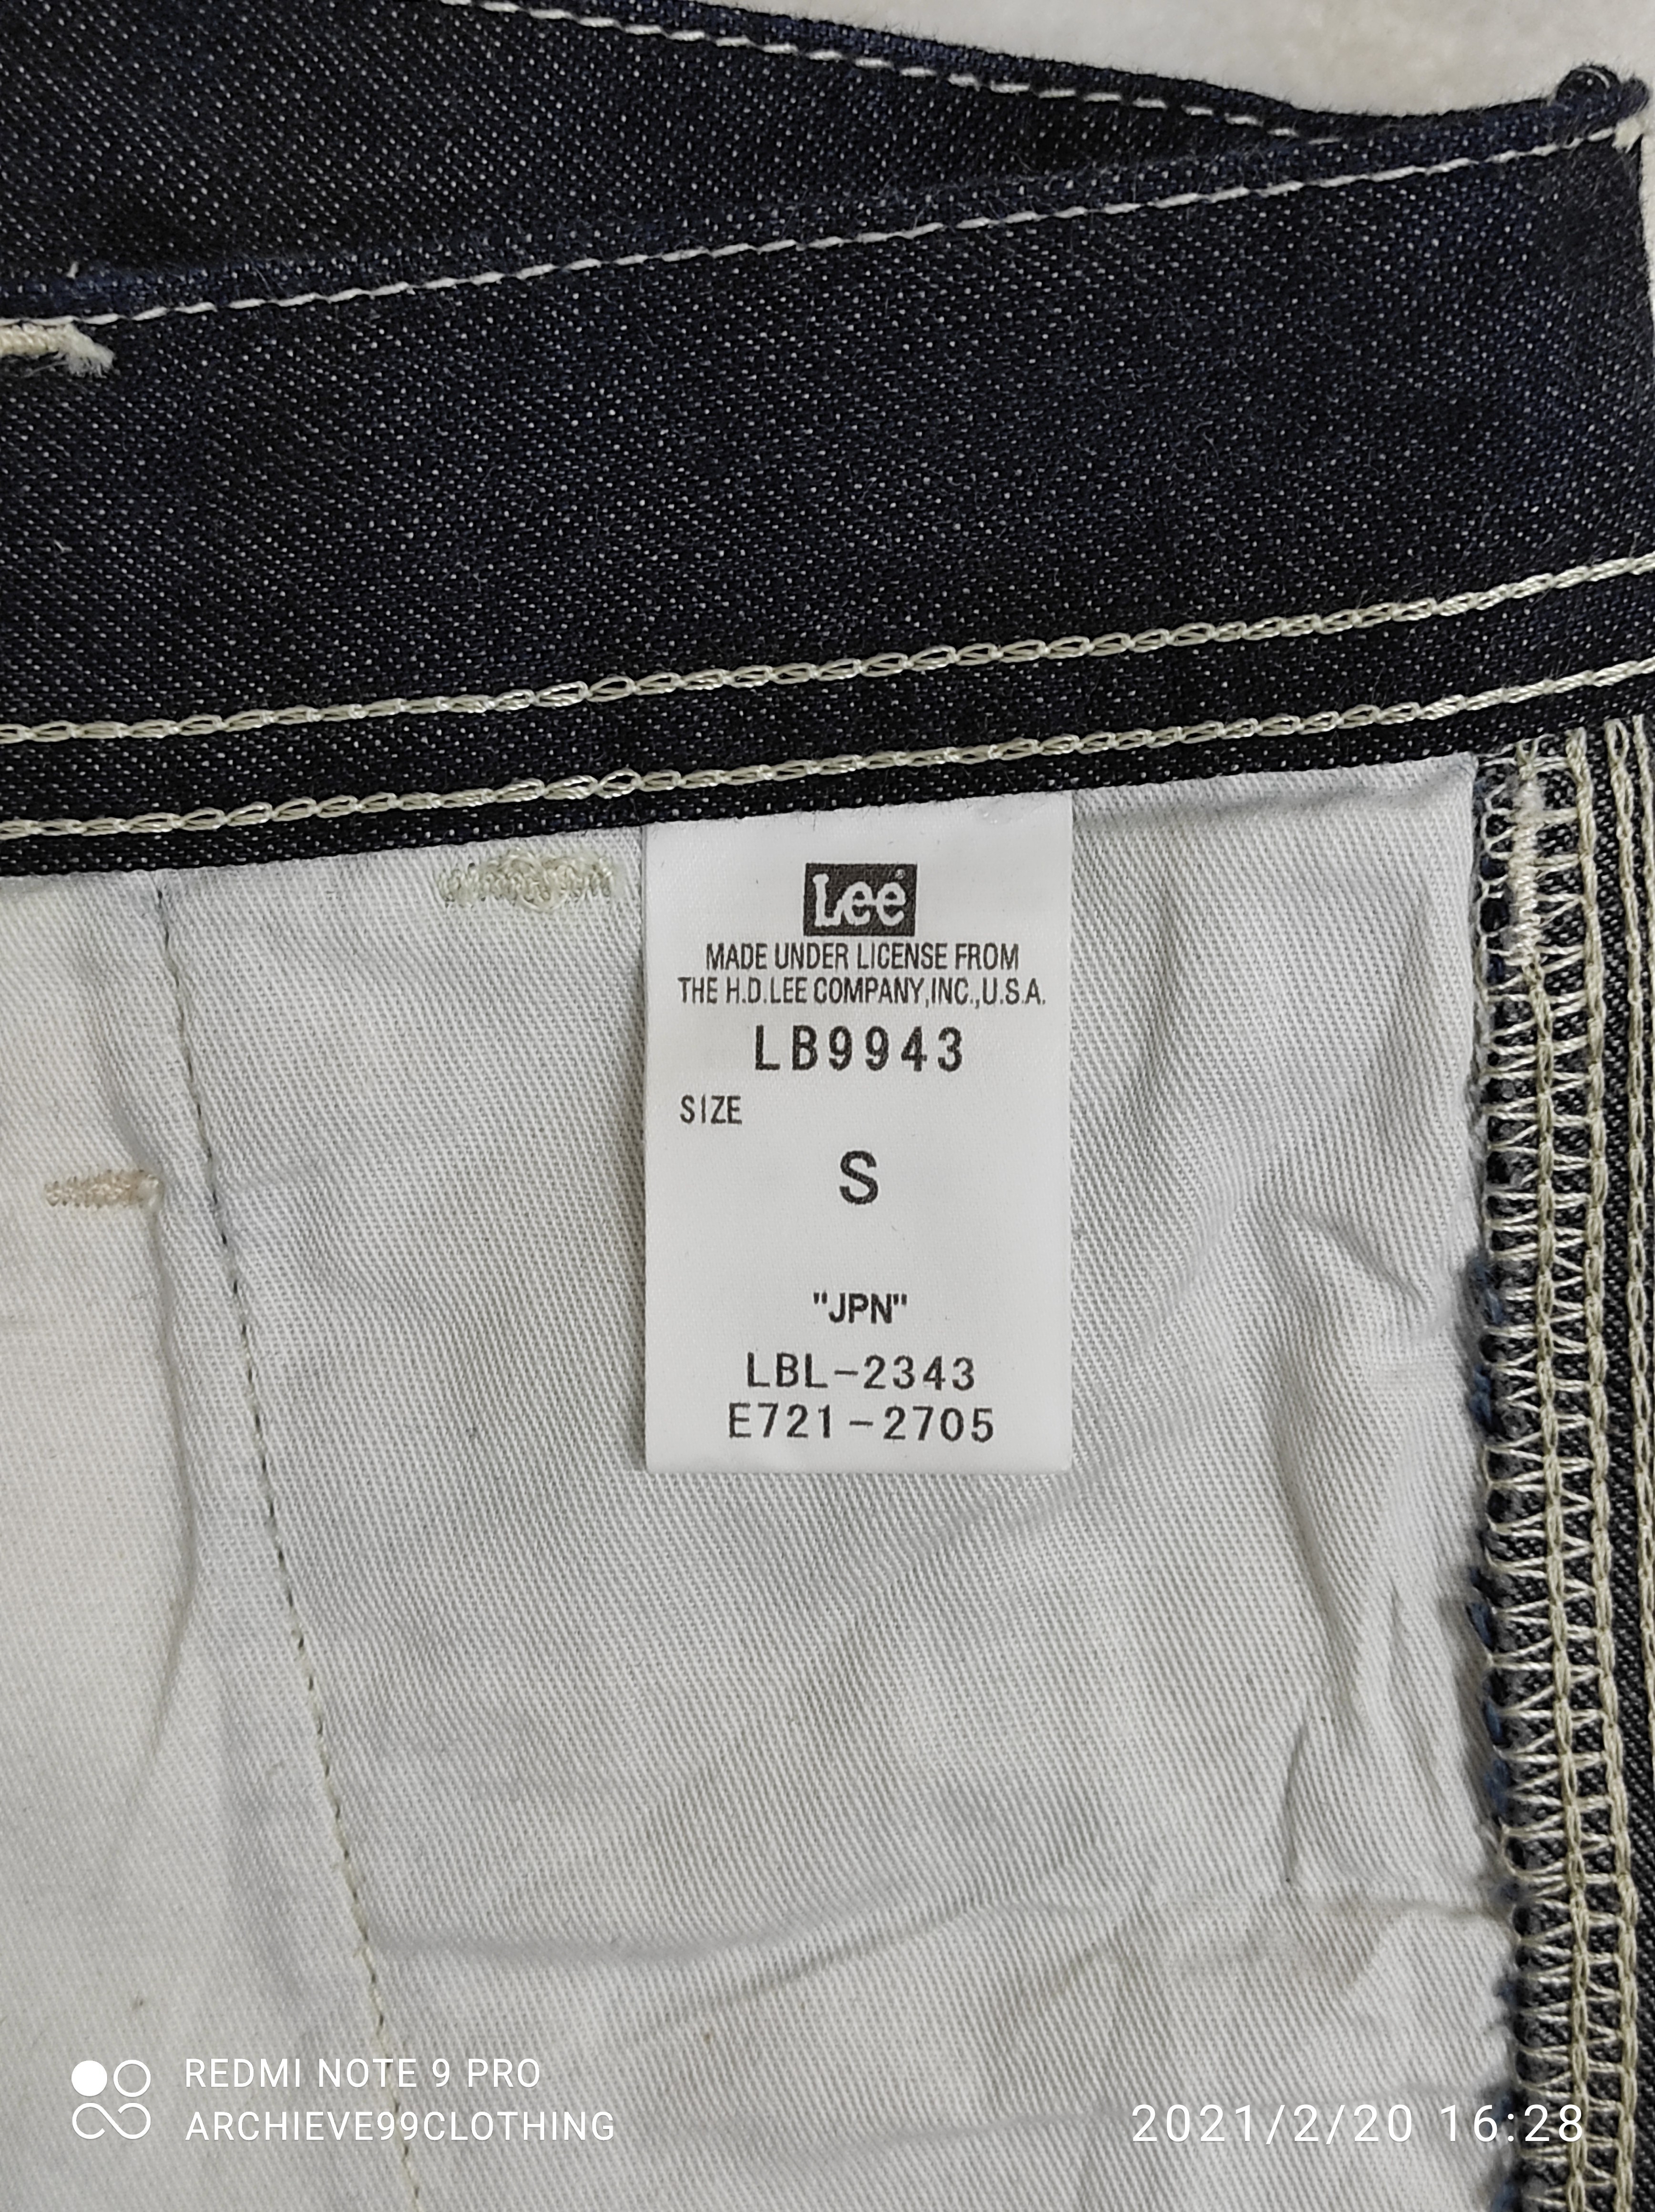 Lee
MADE UNDER LICENSE FROM
THE H.D.LEE COMPANY,INC.,U.S.A.
LB9943
SIZE
S
"JPN"
LBL-2343
E721-2705
REDMI NOTE 9 PRO
ARCHIEVE99CLOTHING
2021/2/20 16:28